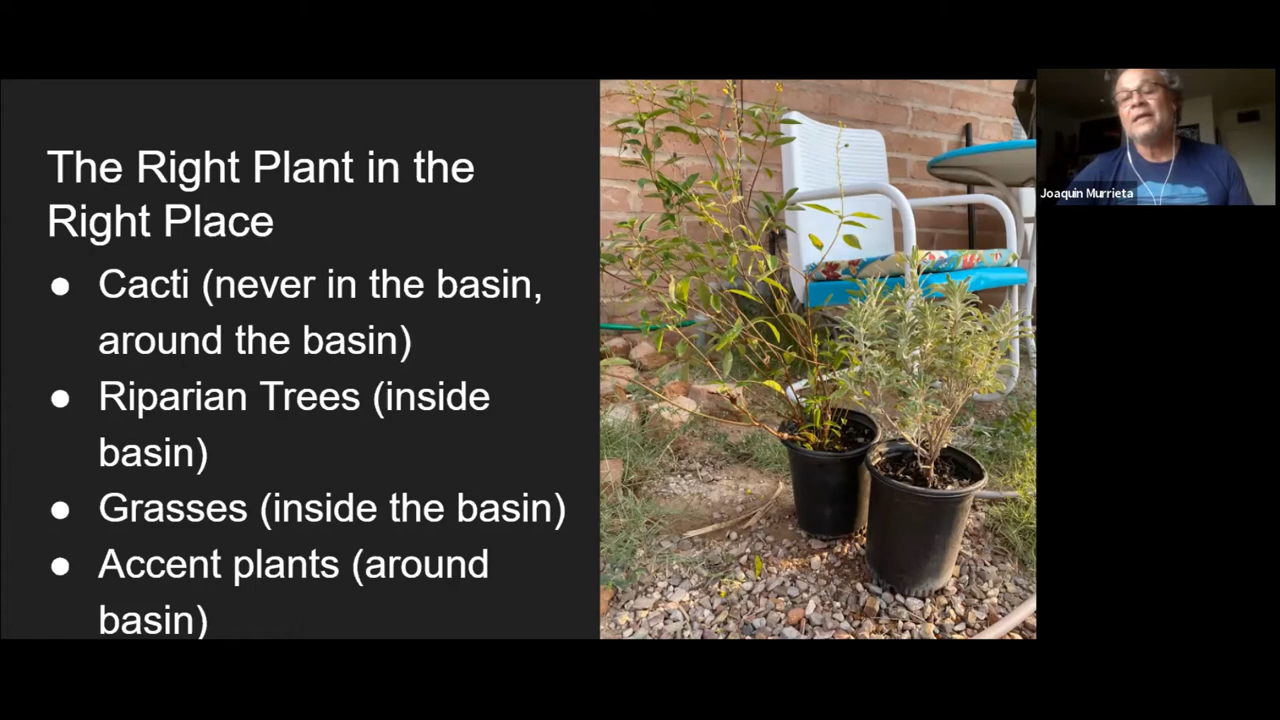 The Right Plant in the
Right Place
● Cacti (never in the basin,
around the basin)
● Riparian Trees (inside
basin)
● Grasses (inside the basin)
● Accent plants (around
basin)
Joaquin Murrieta